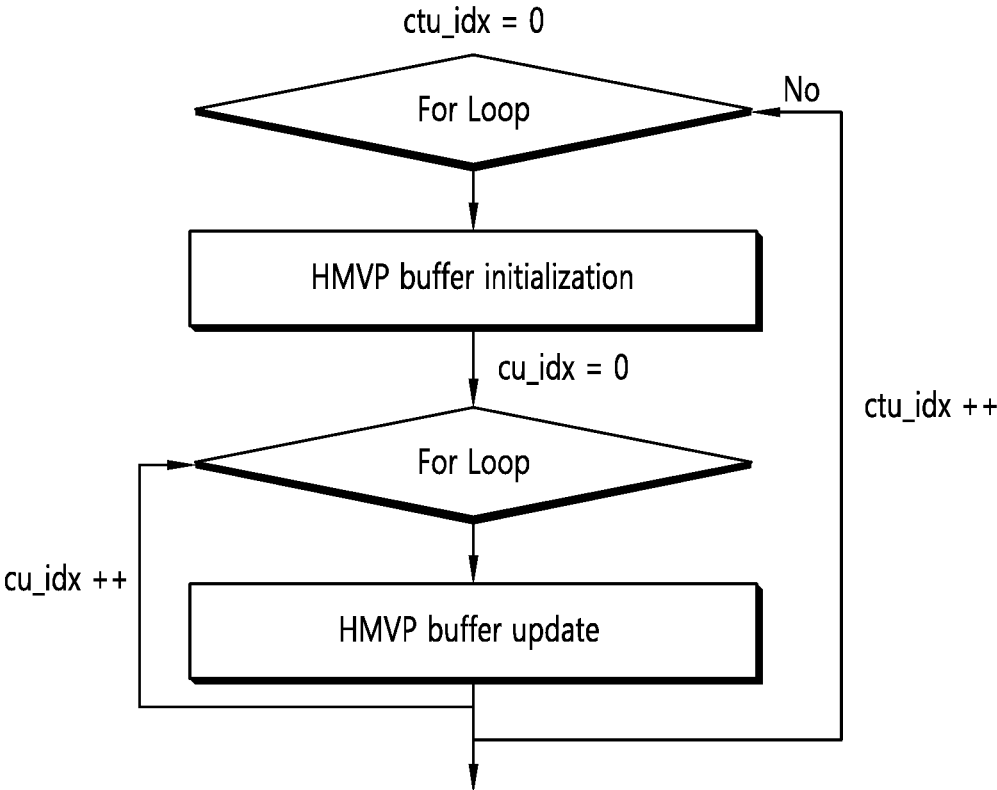 ctu_idx = 0
For Loop
No
HMVP buffer initialization
cu_idx = 0
ctu_idx ++
For Loop
cu_idx ++
HMVP buffer update